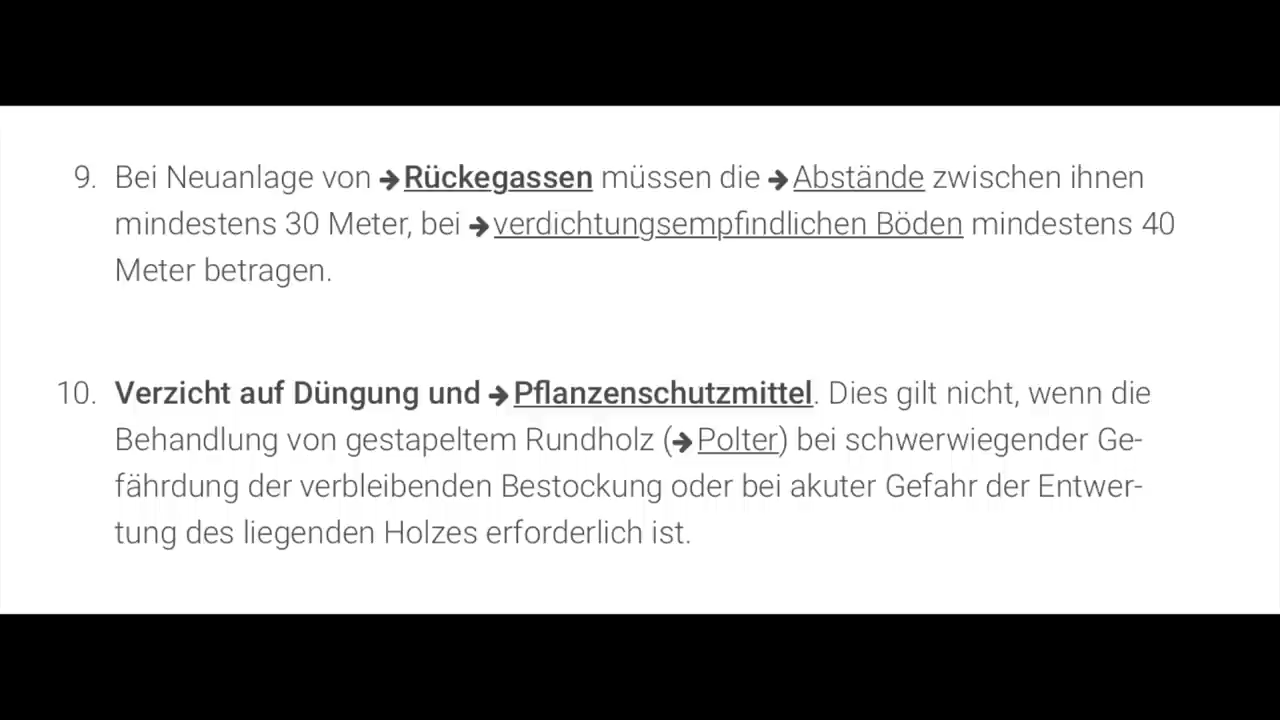 9. Bei Neuanlage von ➔Rückegassen müssen die ➔Abstände zwischen ihnen
mindestens 30 Meter, bei ➔verdichtungsempfindlichen Böden mindestens 40
Meter betragen.
10. Verzicht auf Düngung und ➔Pflanzenschutzmittel. Dies gilt nicht, wenn die
Behandlung von gestapeltem Rundholz (➔Polter) bei schwerwiegender Ge-
fährdung der verbleibenden Bestockung oder bei akuter Gefahr der Entwer-
tung des liegenden Holzes erforderlich ist.